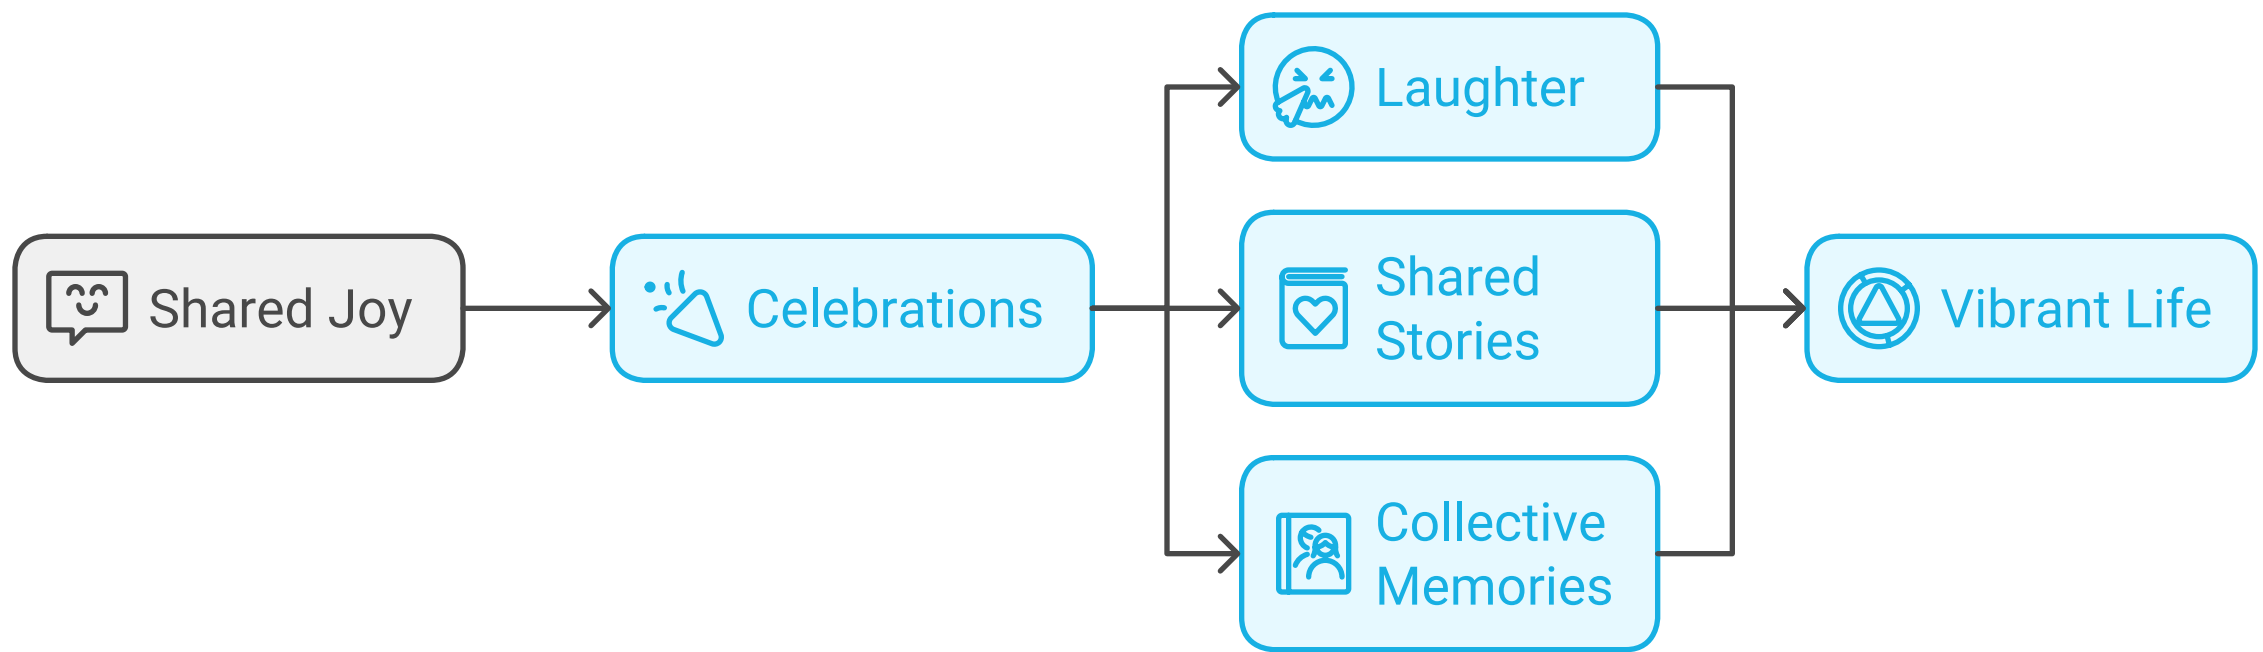 Shared Joy
Celebrations
Laughter
Shared
Stories
Collective
Memories
Vibrant Life